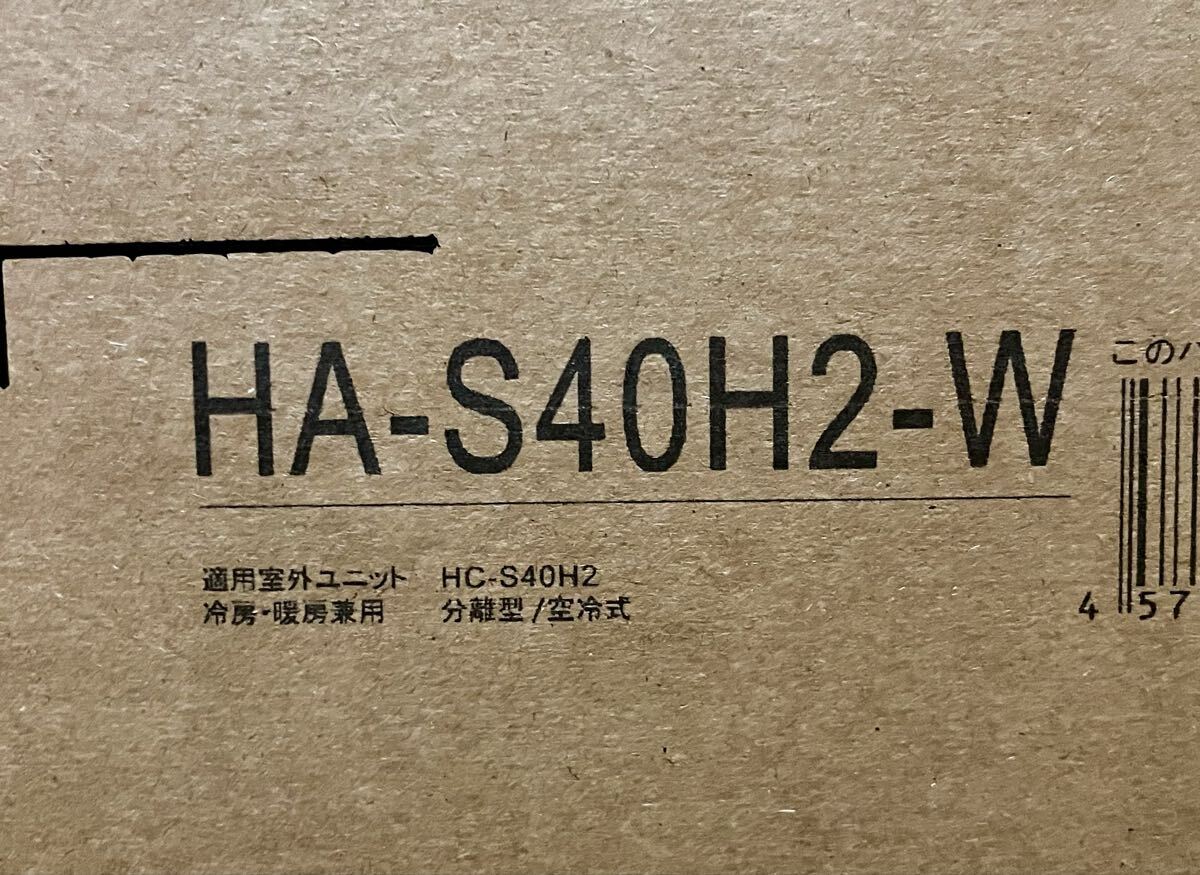 HA-S40H2-W
適用室外ユニット HC-S40H2
冷房・暖房兼用 分離型/空冷式
この
4 57